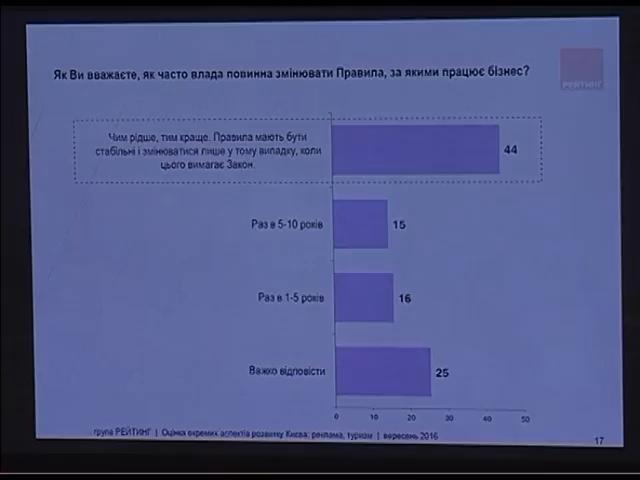 Як Ви вважаєте, як часто влада повинна змінювати Правила, за якими працює бізнес?
РЕЙТИНГ
Чим рідше, тим краще. Правила мають бути
стабільні і змінюватися лише у тому випадку, коли
цього вимагає Закон.
44
Раз в 5-10 років
15
Раз в 1-5 років
16
Важко відповісти
25
0 10 20 30 40 50
група РЕЙТИНГ | Оцінка окремих аспектів розвитку Києва: реклама, туризм | вересень 2016
17